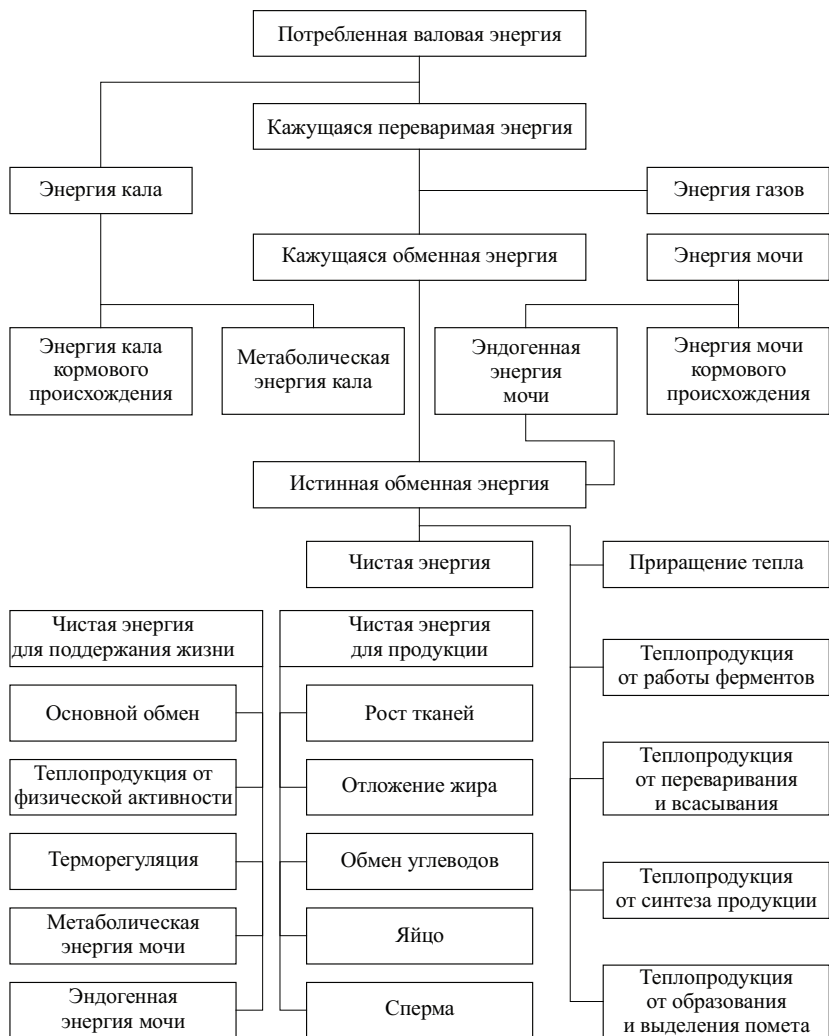 Потребленная валовая энергия
Кажущаяся переваримая энергия
Энергия кала
Энергия газов
Кажущаяся обменная энергия
Энергия мочи
Энергия кала
кормового
происхождения
Метаболическая
энергия кала
Эндогенная
энергия
мочи
Энергия мочи
кормового
происхождения
Истинная обменная энергия
Чистая энергия
Приращение тепла
Чистая энергия
для поддержания жизни
Чистая энергия
для продукции
Теплопродукция
от работы ферментов
Основной обмен
Рост тканей
Теплопродукция от
физической активности
Отложение жира
Теплопродукция
от переваривания
и всасывания
Терморегуляция
Обмен углеводов
Теплопродукция
от синтеза продукции
Метаболическая
энергия мочи
Яйцо
Эндогенная
энергия мочи
Сперма
Теплопродукция
от образования
и выделения помета